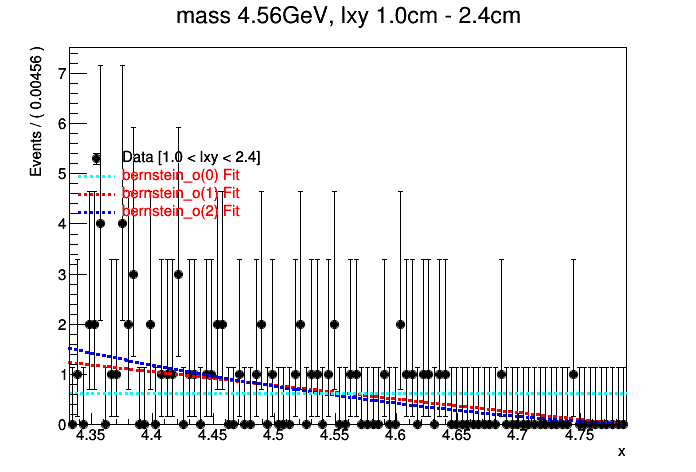 mass 4.56GeV, lxy 1.0cm - 2.4cm
Events / ( 0.00456 )
7
6
5
4
3
2
1
0
Data [1.0 < lxy < 2.4]
bernstein_o(0) Fit
bernstein_o(1) Fit
bernstein_o(2) Fit
4.35 4.4 4.45 4.5 4.55 4.6 4.65 4.7 4.75
x